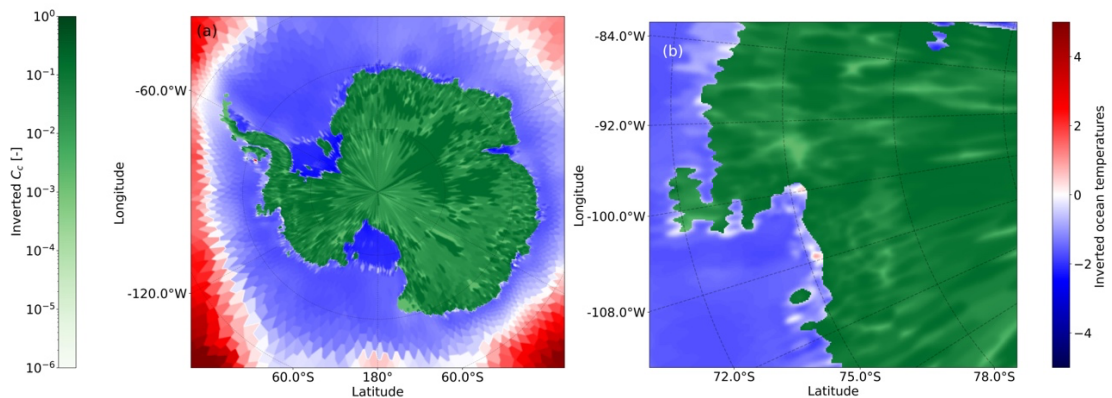 10⁰
10⁻¹
10⁻²
10⁻³
10⁻⁴
10⁻⁵
10⁻⁶
Inverted C_c [-]
(a)
-60.0°W
-120.0°W
Longitude
60.0°S 180° 60.0°S
Latitude
(b)
-84.0°W
-92.0°W
-100.0°W
-108.0°W
Longitude
72.0°S 75.0°S 78.0°S
Latitude
4
2
0
−2
−4
Inverted ocean temperatures